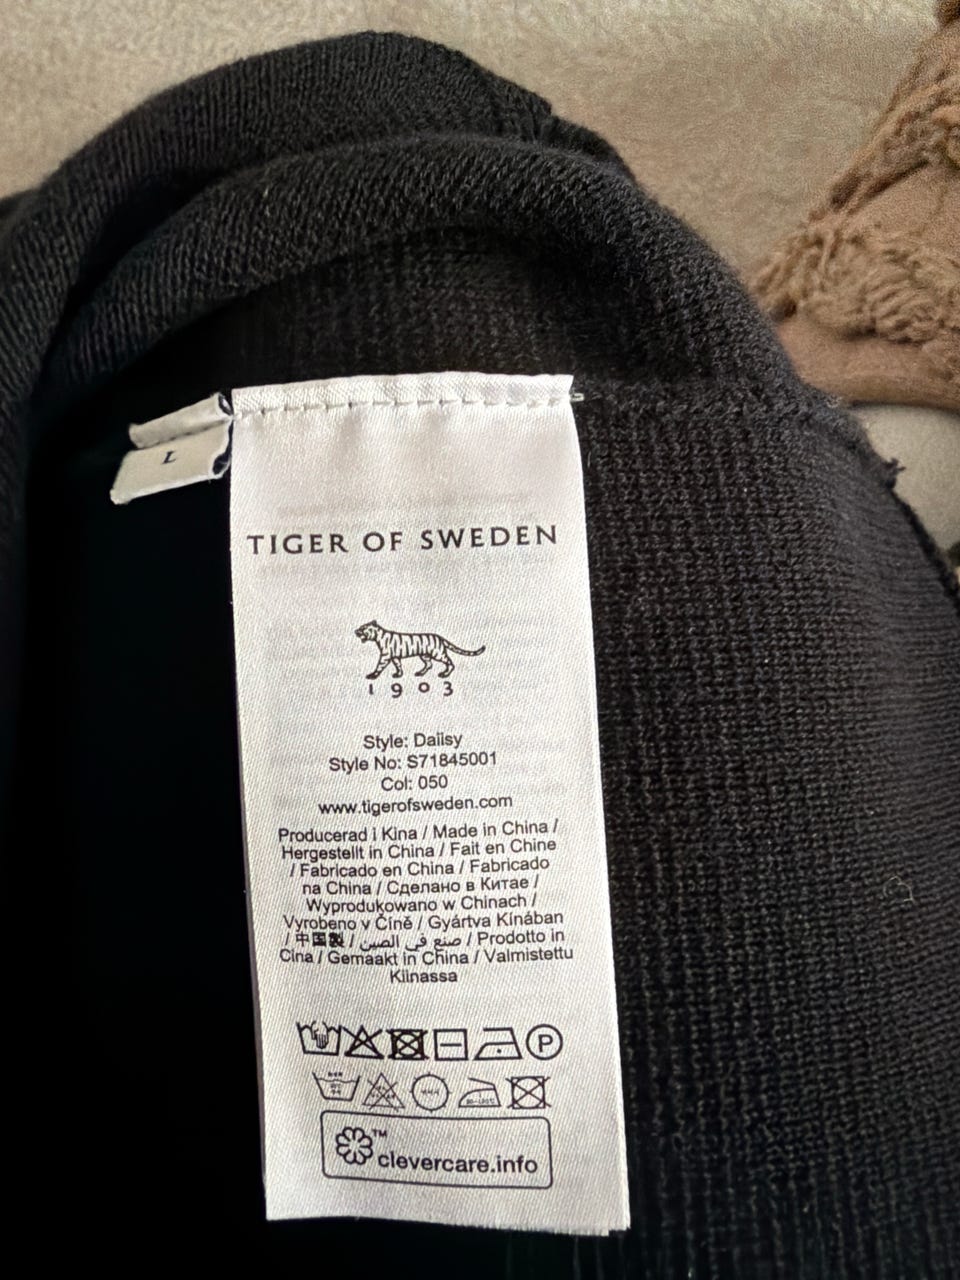 L
TIGER OF SWEDEN
1903
Style: Daiisy
Style No: S71845001
Col: 050
www.tigerofsweden.com
Producerad i Kina / Made in China /
Hergestellt in China / Fait en Chine
/ Fabricado en China / Fabricado
na China / Сделано в Китае /
Wyprodukowano w Chinach /
Vyrobeno v Číně / Gyártva Kínában
/ 中国製 / صنع في الصين / Prodotto in
Cina / Gemaakt in China / Valmistettu
Kiinassa
P
™
clevercare.info